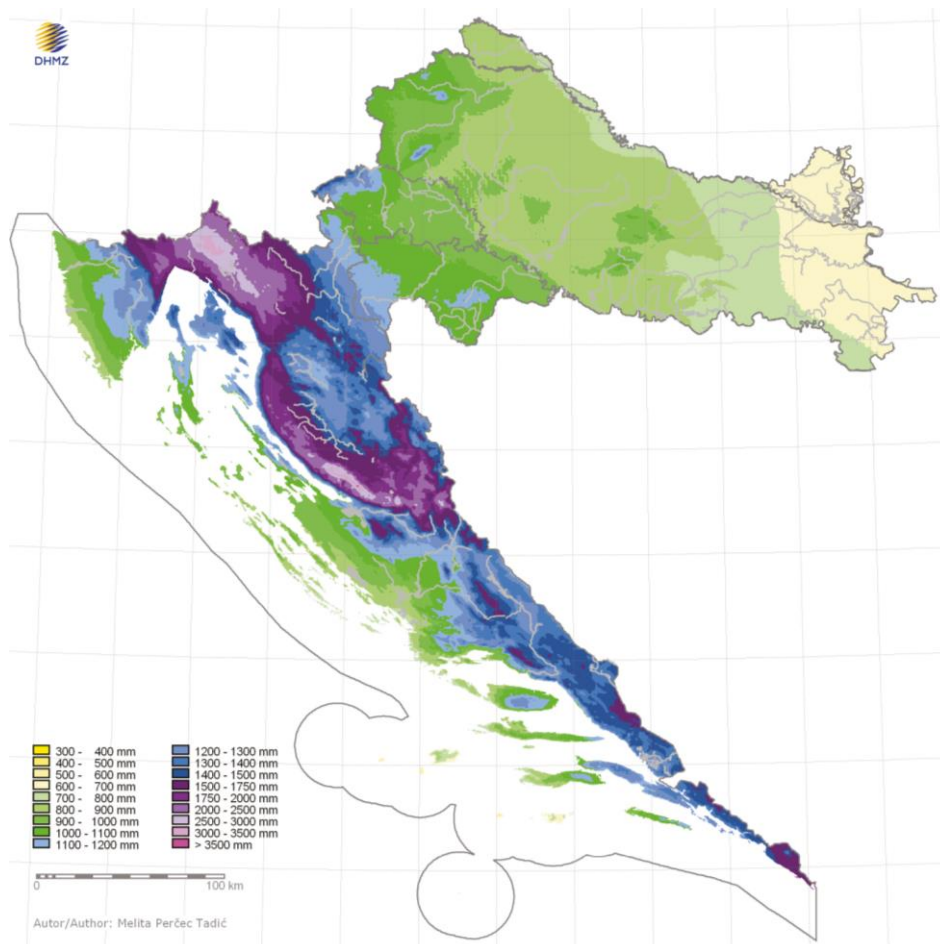 DHMZ
300 - 400 mm
400 - 500 mm
500 - 600 mm
600 - 700 mm
700 - 800 mm
800 - 900 mm
900 - 1000 mm
1000 - 1100 mm
1100 - 1200 mm
1200 - 1300 mm
1300 - 1400 mm
1400 - 1500 mm
1500 - 1750 mm
1750 - 2000 mm
2000 - 2500 mm
2500 - 3000 mm
3000 - 3500 mm
> 3500 mm
0 100 km
Autor/Author: Melita Perčec Tadić